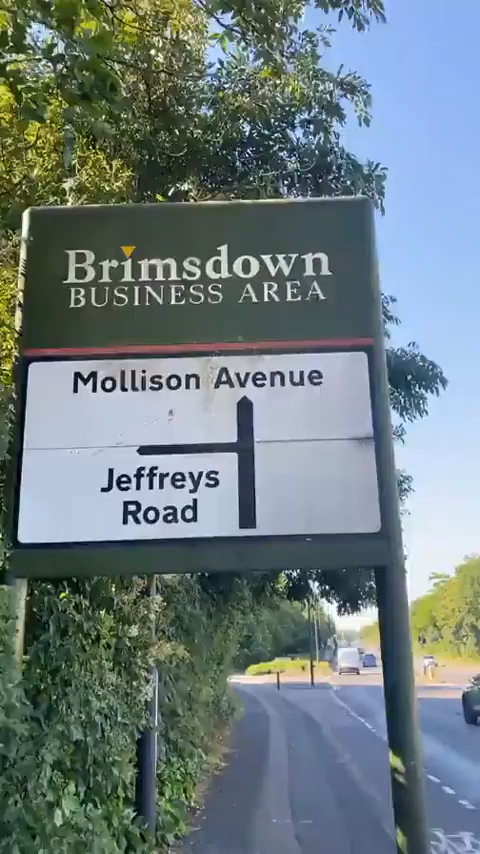 Brimsdown
BUSINESS AREA
Mollison Avenue
Jeffreys
Road